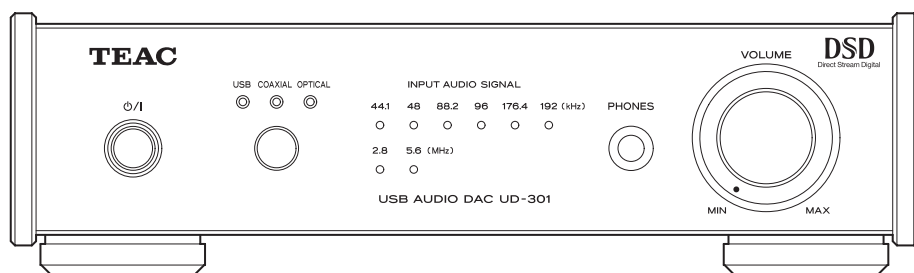 TEAC
DSD
Direct Stream Digital
VOLUME
USB COAXIAL OPTICAL
INPUT AUDIO SIGNAL
44.1 48 88.2 96 176.4 192 (kHz)
⏻/I
PHONES
2.8 5.6 (MHz)
USB AUDIO DAC UD-301
MIN MAX